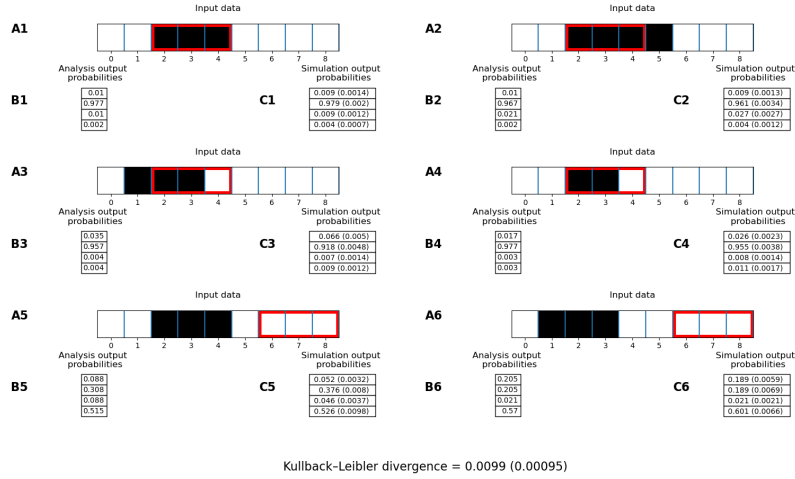 Input data
A1
0 1 2 3 4 5 6 7 8
Analysis output
probabilities
Simulation output
probabilities
B1
0.01
0.977
0.01
0.002
C1
0.009 (0.0014)
0.979 (0.002)
0.009 (0.0012)
0.004 (0.0007)
Input data
A2
0 1 2 3 4 5 6 7 8
Analysis output
probabilities
Simulation output
probabilities
B2
0.01
0.967
0.021
0.002
C2
0.009 (0.0013)
0.961 (0.0034)
0.027 (0.0027)
0.004 (0.0012)
Input data
A3
0 1 2 3 4 5 6 7 8
Analysis output
probabilities
Simulation output
probabilities
B3
0.035
0.957
0.004
0.004
C3
0.066 (0.005)
0.918 (0.0048)
0.007 (0.0014)
0.009 (0.0012)
Input data
A4
0 1 2 3 4 5 6 7 8
Analysis output
probabilities
Simulation output
probabilities
B4
0.017
0.977
0.003
0.003
C4
0.026 (0.0023)
0.955 (0.0038)
0.008 (0.0014)
0.011 (0.0017)
Input data
A5
0 1 2 3 4 5 6 7 8
Analysis output
probabilities
Simulation output
probabilities
B5
0.088
0.308
0.088
0.515
C5
0.052 (0.0032)
0.376 (0.008)
0.046 (0.0037)
0.526 (0.0098)
Input data
A6
0 1 2 3 4 5 6 7 8
Analysis output
probabilities
Simulation output
probabilities
B6
0.205
0.205
0.021
0.57
C6
0.189 (0.0059)
0.189 (0.0069)
0.021 (0.0021)
0.601 (0.0066)
Kullback–Leibler divergence = 0.0099 (0.00095)